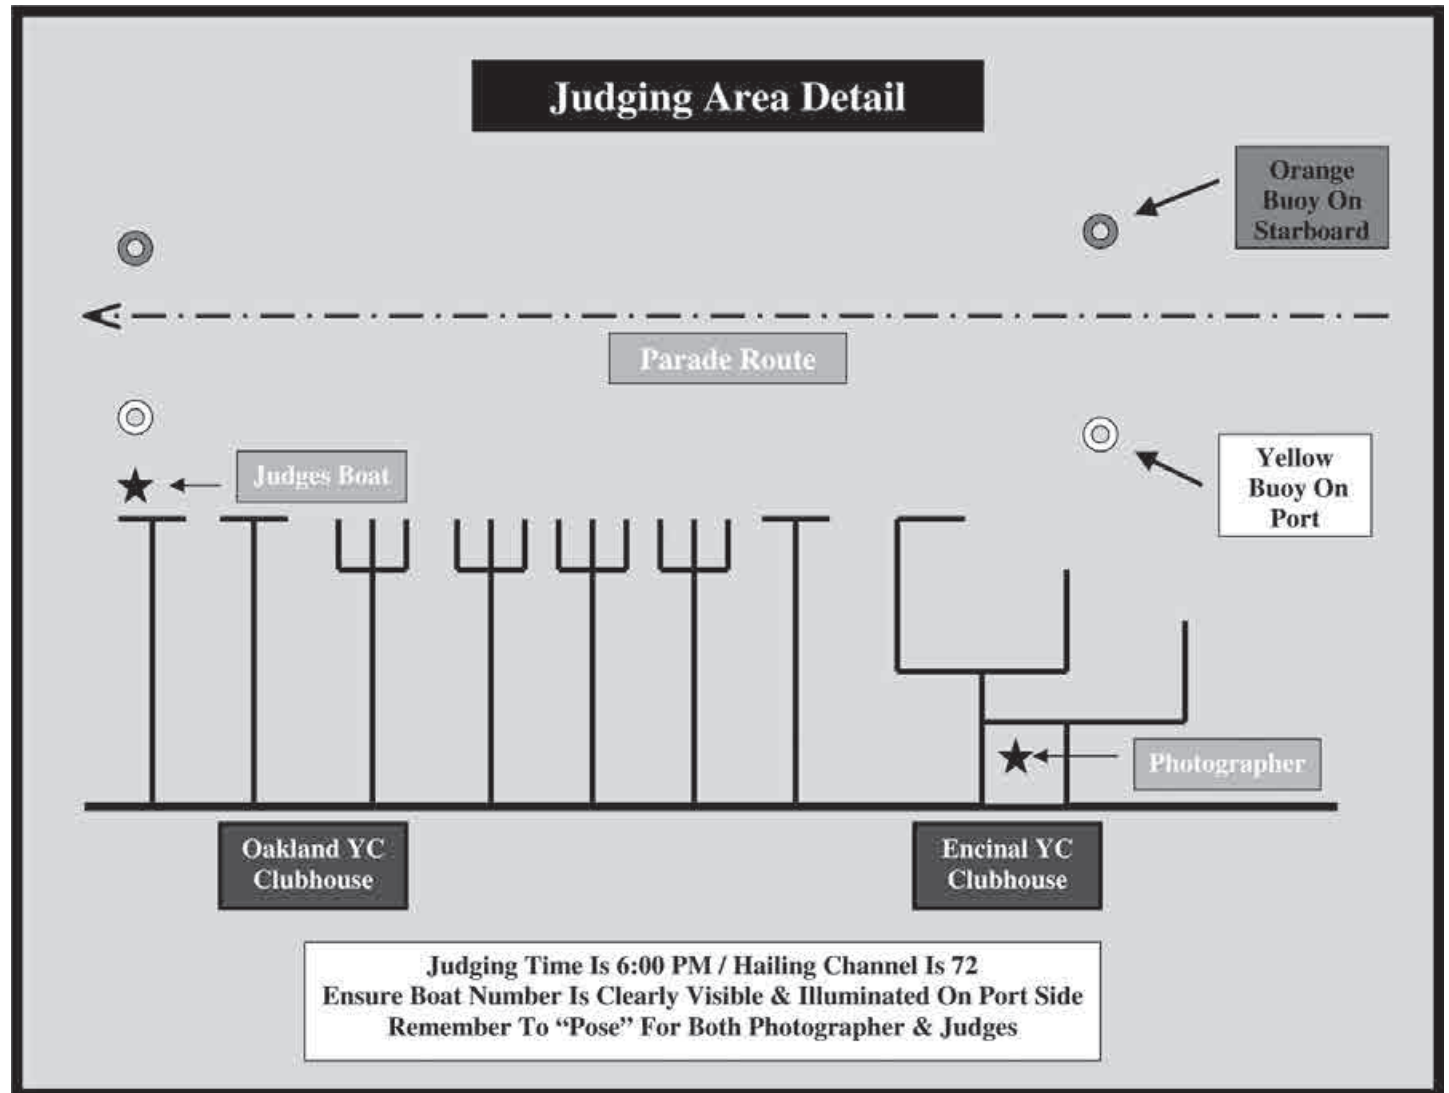 Judging Area Detail
Orange
Buoy On
Starboard
Parade Route
Judges Boat
Yellow
Buoy On
Port
Photographer
Oakland YC
Clubhouse
Encinal YC
Clubhouse
Judging Time Is 6:00 PM / Hailing Channel Is 72
Ensure Boat Number Is Clearly Visible & Illuminated On Port Side
Remember To “Pose” For Both Photographer & Judges